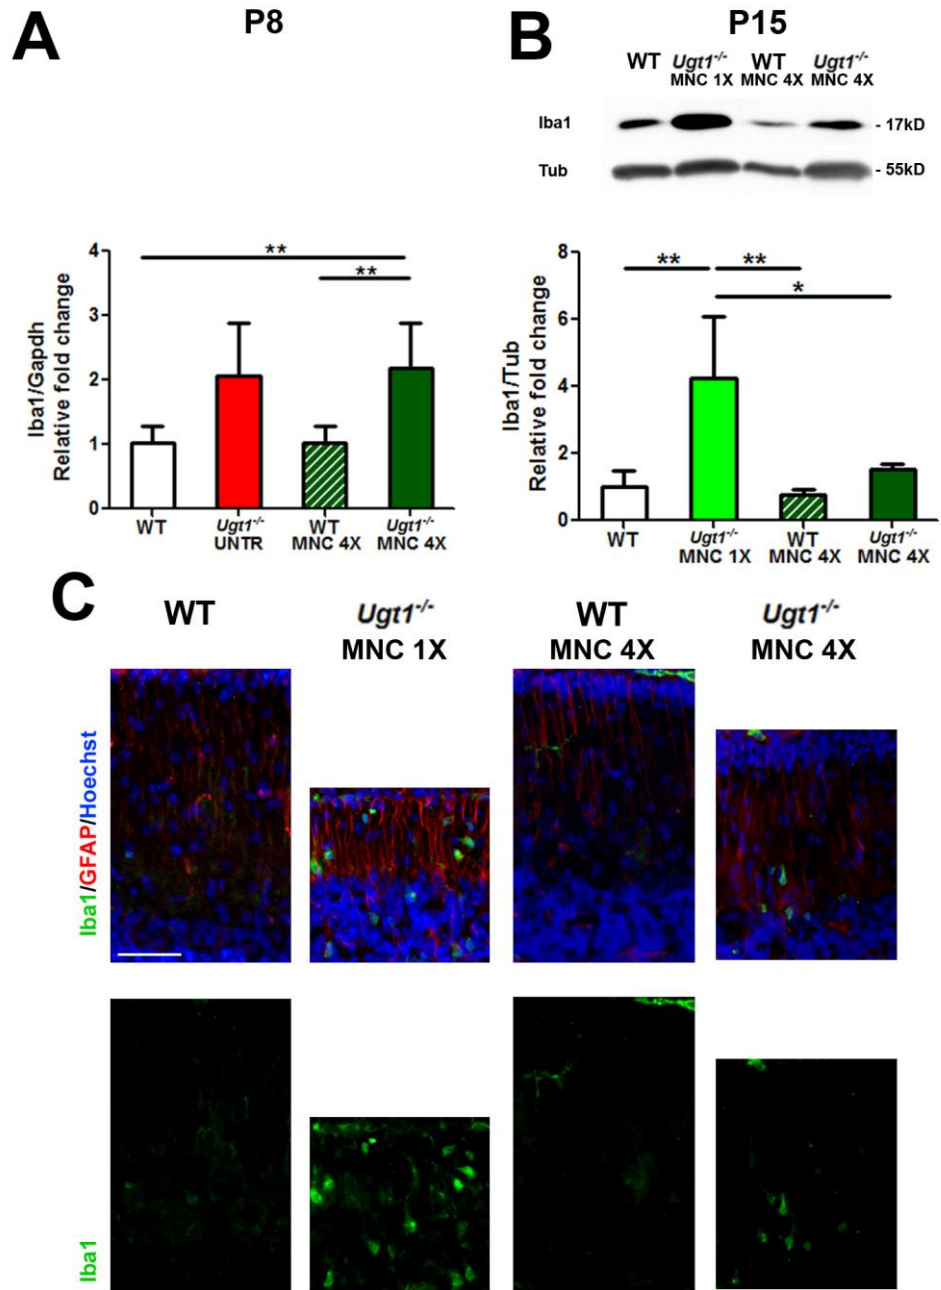 A
P8
Iba1/Gapdh
Relative fold change
4
3
2
1
0
**
**
WT
Ugt1-/-
UNTR
WT
MNC 4X
Ugt1-/-
MNC 4X
B
P15
WT
Ugt1-/-
MNC 1X
WT
MNC 4X
Ugt1-/-
MNC 4X
Iba1
- 17kD
Tub
- 55kD
Iba1/Tub
Relative fold change
8
6
4
2
0
**
**
*
WT
Ugt1-/-
MNC 1X
WT
MNC 4X
Ugt1-/-
MNC 4X
C
WT
Ugt1-/-
MNC 1X
WT
MNC 4X
Ugt1-/-
MNC 4X
Iba1/GFAP/Hoechst
Iba1